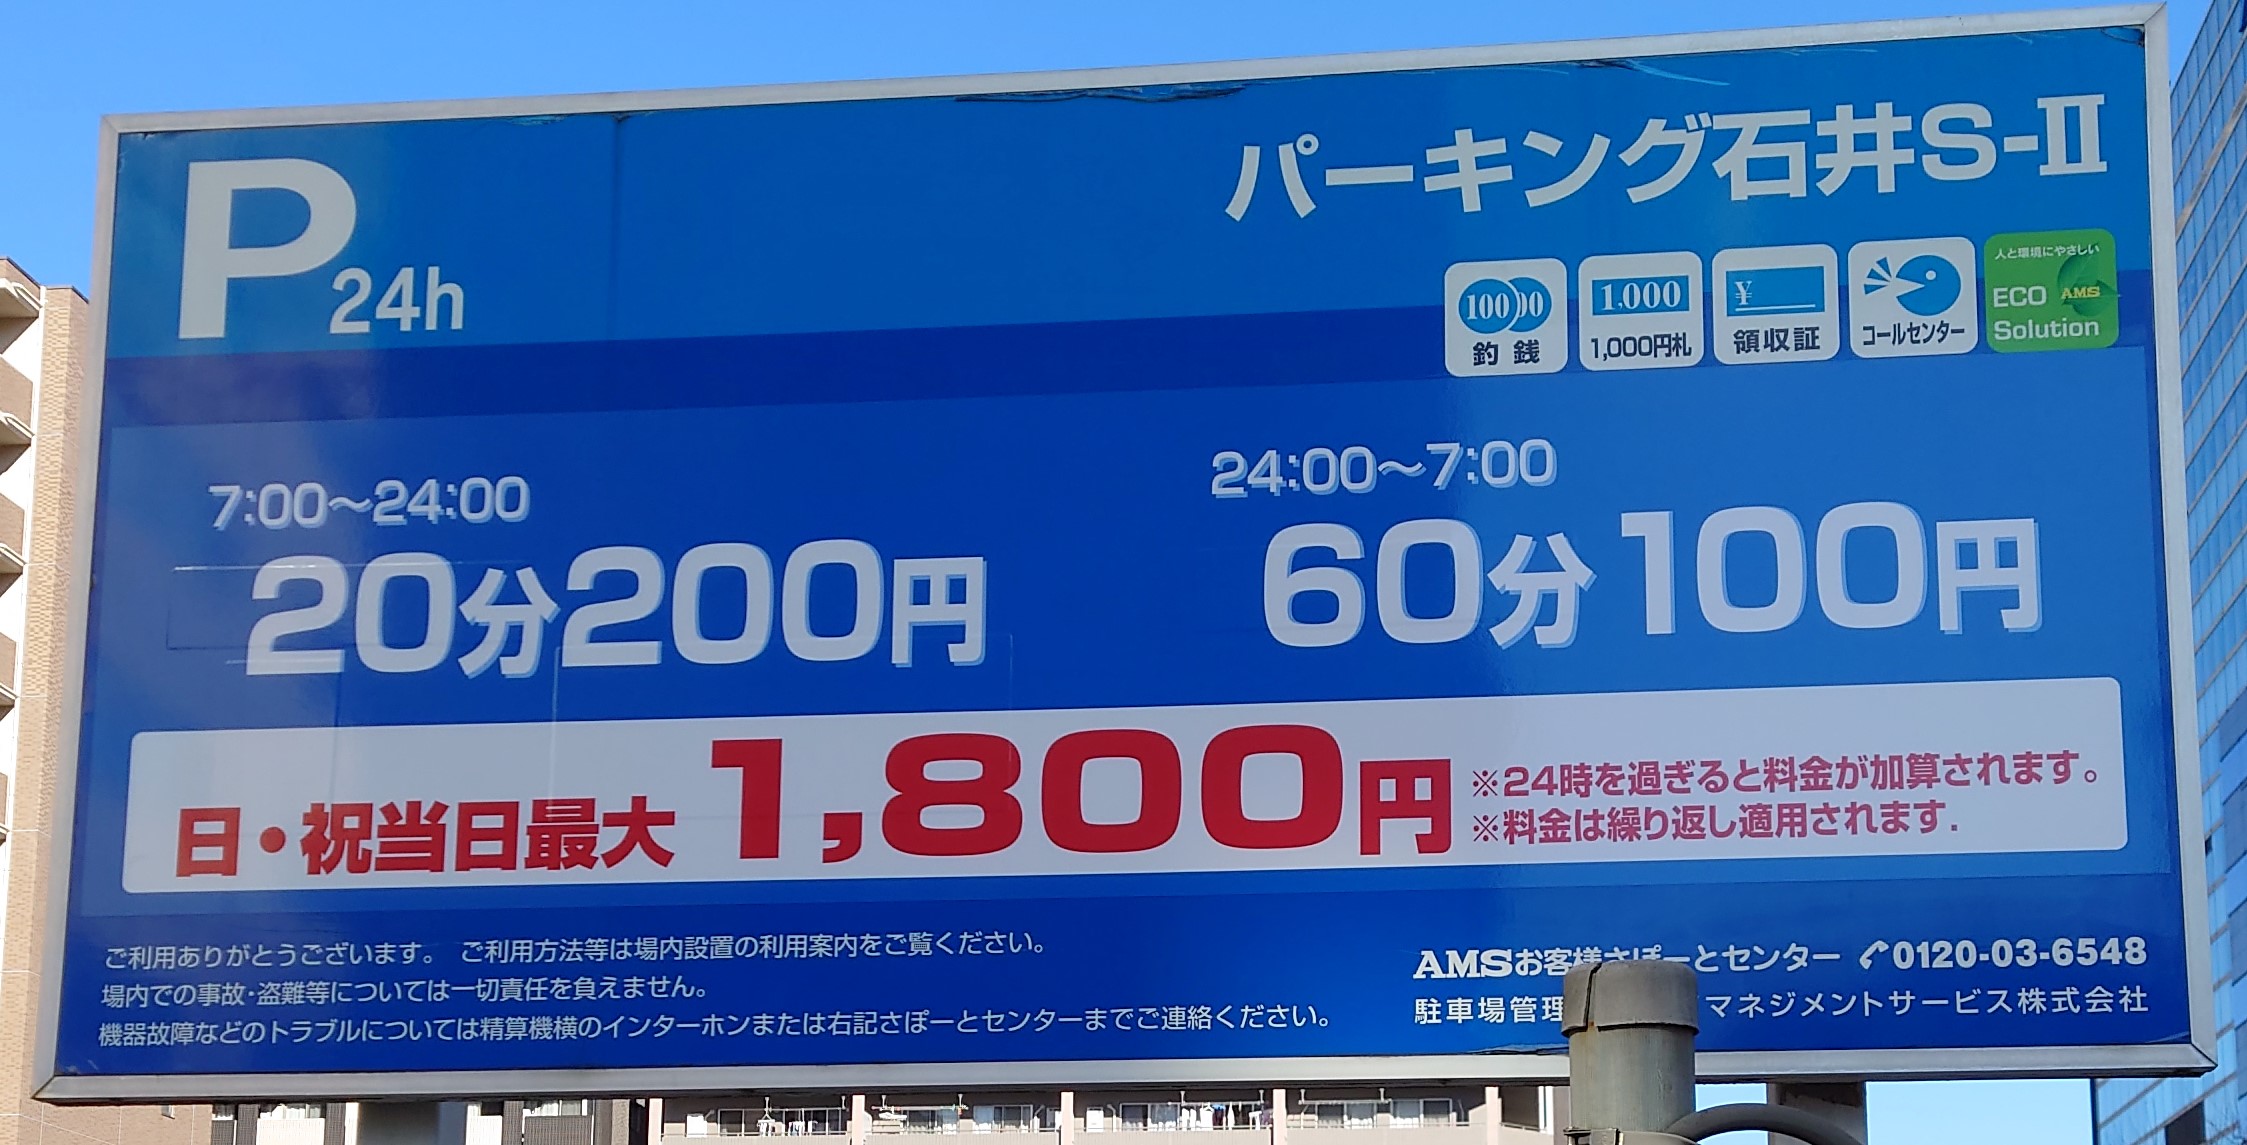 パーキング石井S-Ⅱ
P 24h
100 00
釣銭
1,000
1,000円札
¥
領収証
コールセンター
人と環境にやさしい
ECO AMS
Solution
7:00～24:00
20分200円
24:00～7:00
60分100円
日・祝当日最大 1,800円
※24時を過ぎると料金が加算されます。
※料金は繰り返し適用されます.
ご利用ありがとうございます。 ご利用方法等は場内設置の利用案内をご覧ください。
場内での事故・盗難等については一切責任を負えません。
機器故障などのトラブルについては精算機横のインターホンまたは右記さぽーとセンターまでご連絡ください。
AMSお客様さぽーとセンター 0120-03-6548
駐車場管理 マネジメントサービス株式会社